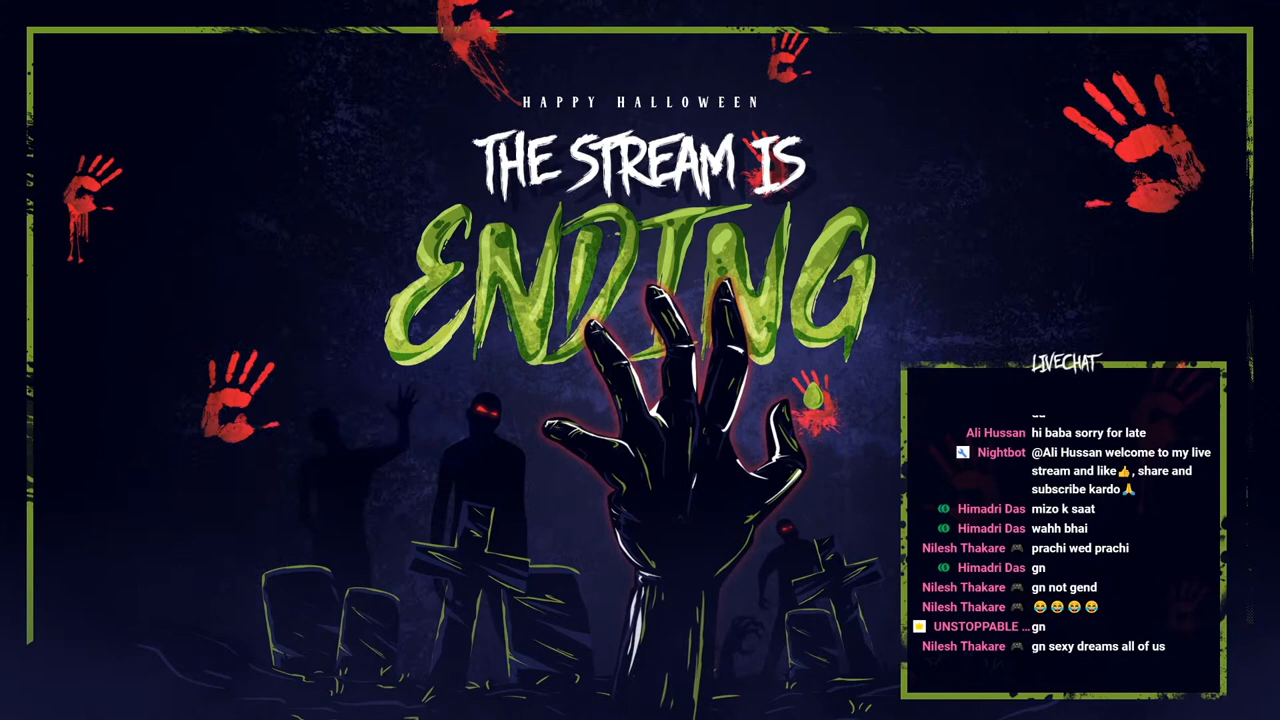 HAPPY HALLOWEEN
THE STREAM IS
ENDING
LIVECHAT
Ali Hussan hi baba sorry for late
Nightbot @Ali Hussan welcome to my live
stream and like👍, share and
subscribe kardo🙏
Himadri Das mizo k saat
Himadri Das wahh bhai
Nilesh Thakare 🎮 prachi wed prachi
Himadri Das gn
Nilesh Thakare 🎮 gn not gend
Nilesh Thakare 🎮 😂😂😂😂
UNSTOPPABLE ... gn
Nilesh Thakare 🎮 gn sexy dreams all of us